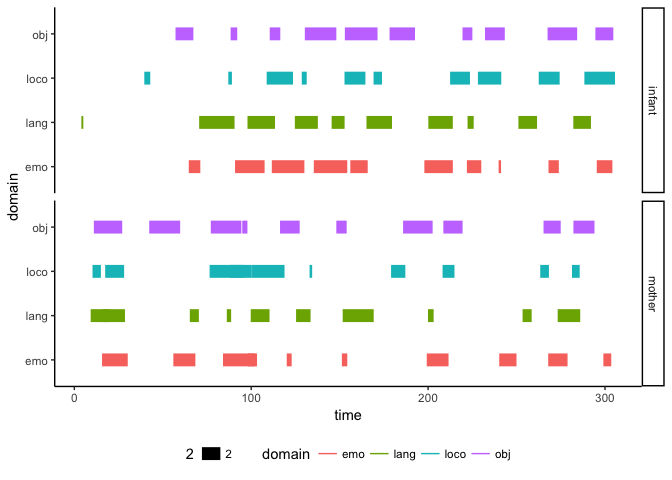 obj
loco
lang
emo
infant
domain
obj
loco
lang
emo
mother
0 100 200 300
time
2 2 domain emo lang loco obj